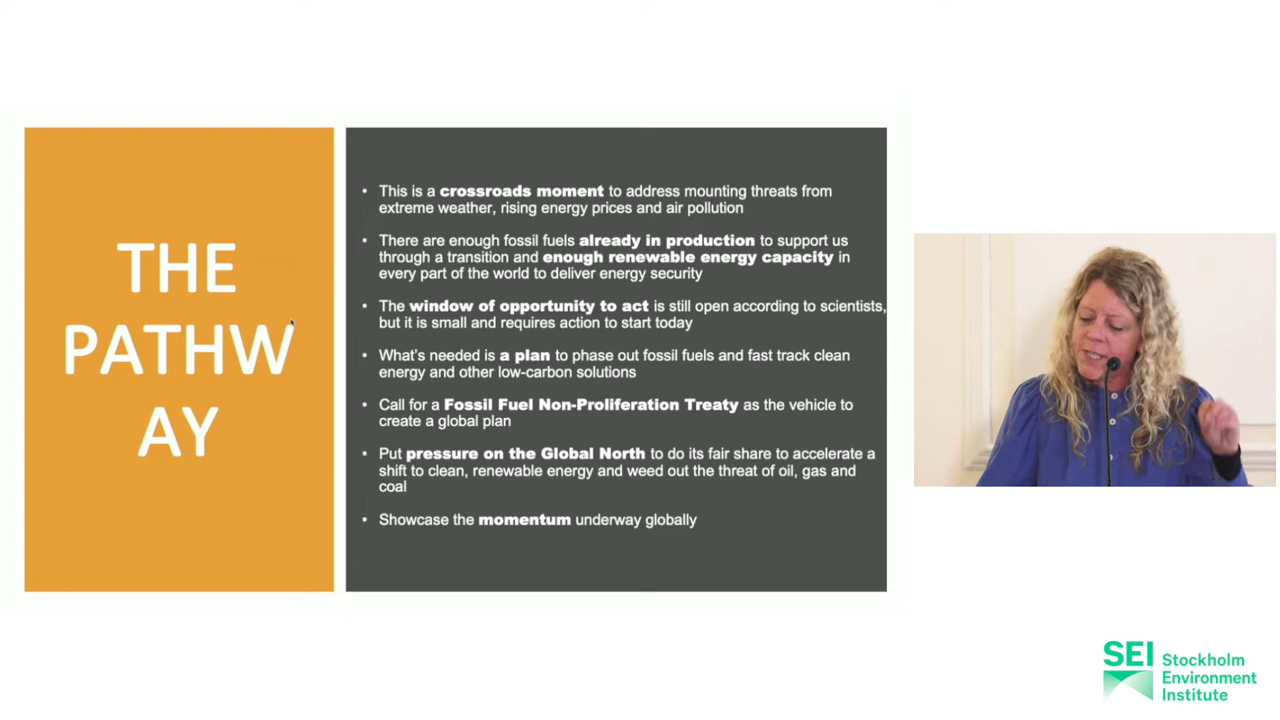 THE
PATHW
AY
• This is a crossroads moment to address mounting threats from
extreme weather, rising energy prices and air pollution
• There are enough fossil fuels already in production to support us
through a transition and enough renewable energy capacity in
every part of the world to deliver energy security
• The window of opportunity to act is still open according to scientists,
but it is small and requires action to start today
• What's needed is a plan to phase out fossil fuels and fast track clean
energy and other low-carbon solutions
• Call for a Fossil Fuel Non-Proliferation Treaty as the vehicle to
create a global plan
• Put pressure on the Global North to do its fair share to accelerate a
shift to clean, renewable energy and weed out the threat of oil, gas and
coal
• Showcase the momentum underway globally
SEI Stockholm
Environment
Institute